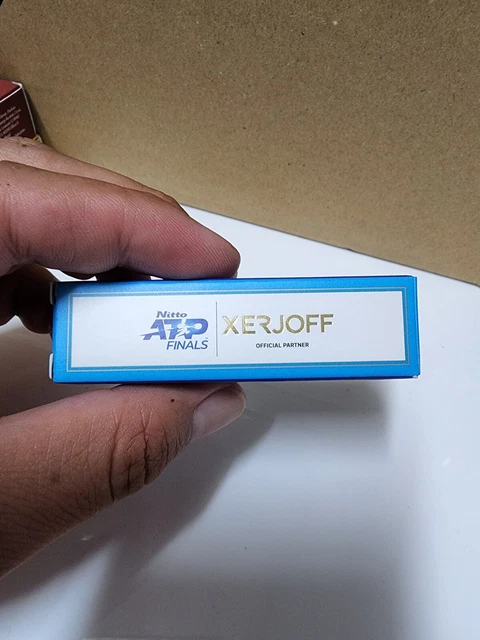 Nitto
ATP
FINALS
XERJOFF
OFFICIAL PARTNER